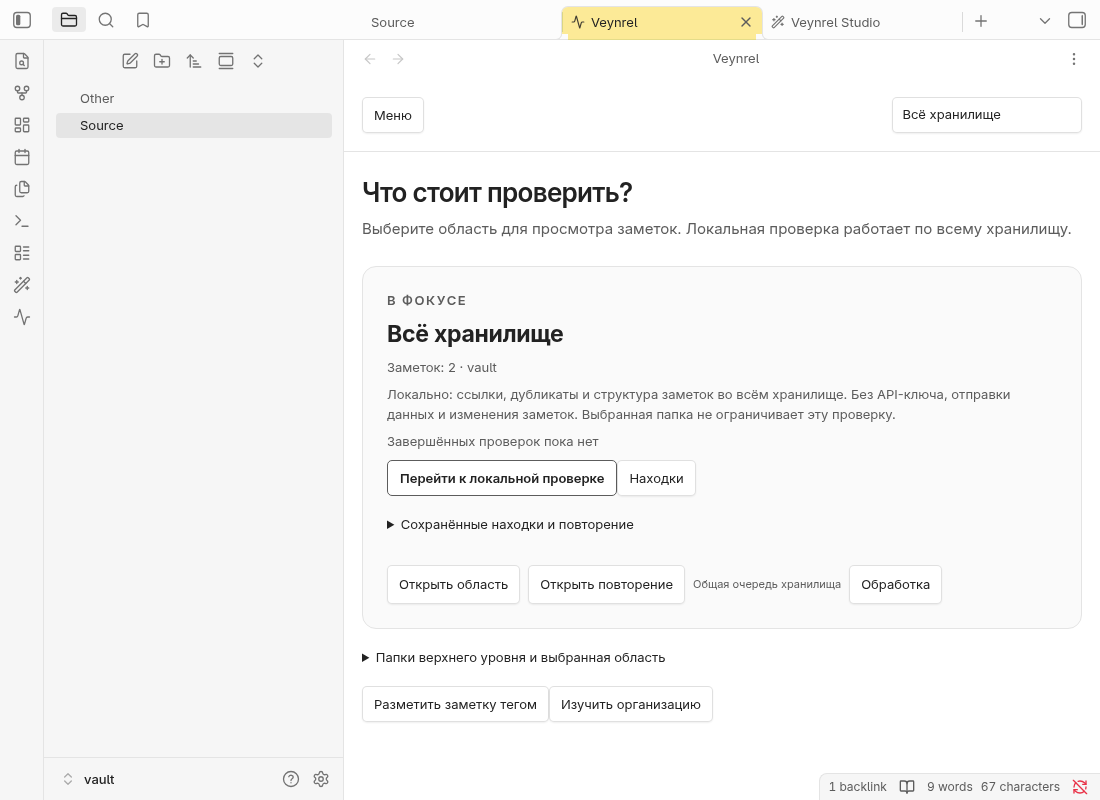 Source
Veynrel
Veynrel Studio
Veynrel
Other
Source
Меню
Всё хранилище
Что стоит проверить?
Выберите область для просмотра заметок. Локальная проверка работает по всему хранилищу.
В ФОКУСЕ
Всё хранилище
Заметок: 2 · vault
Локально: ссылки, дубликаты и структура заметок во всём хранилище. Без API-ключа, отправки
данных и изменения заметок. Выбранная папка не ограничивает эту проверку.
Завершённых проверок пока нет
Перейти к локальной проверке
Находки
Сохранённые находки и повторение
Открыть область
Открыть повторение
Общая очередь хранилища
Обработка
Папки верхнего уровня и выбранная область
Разметить заметку тегом
Изучить организацию
vault
1 backlink
9 words
67 characters